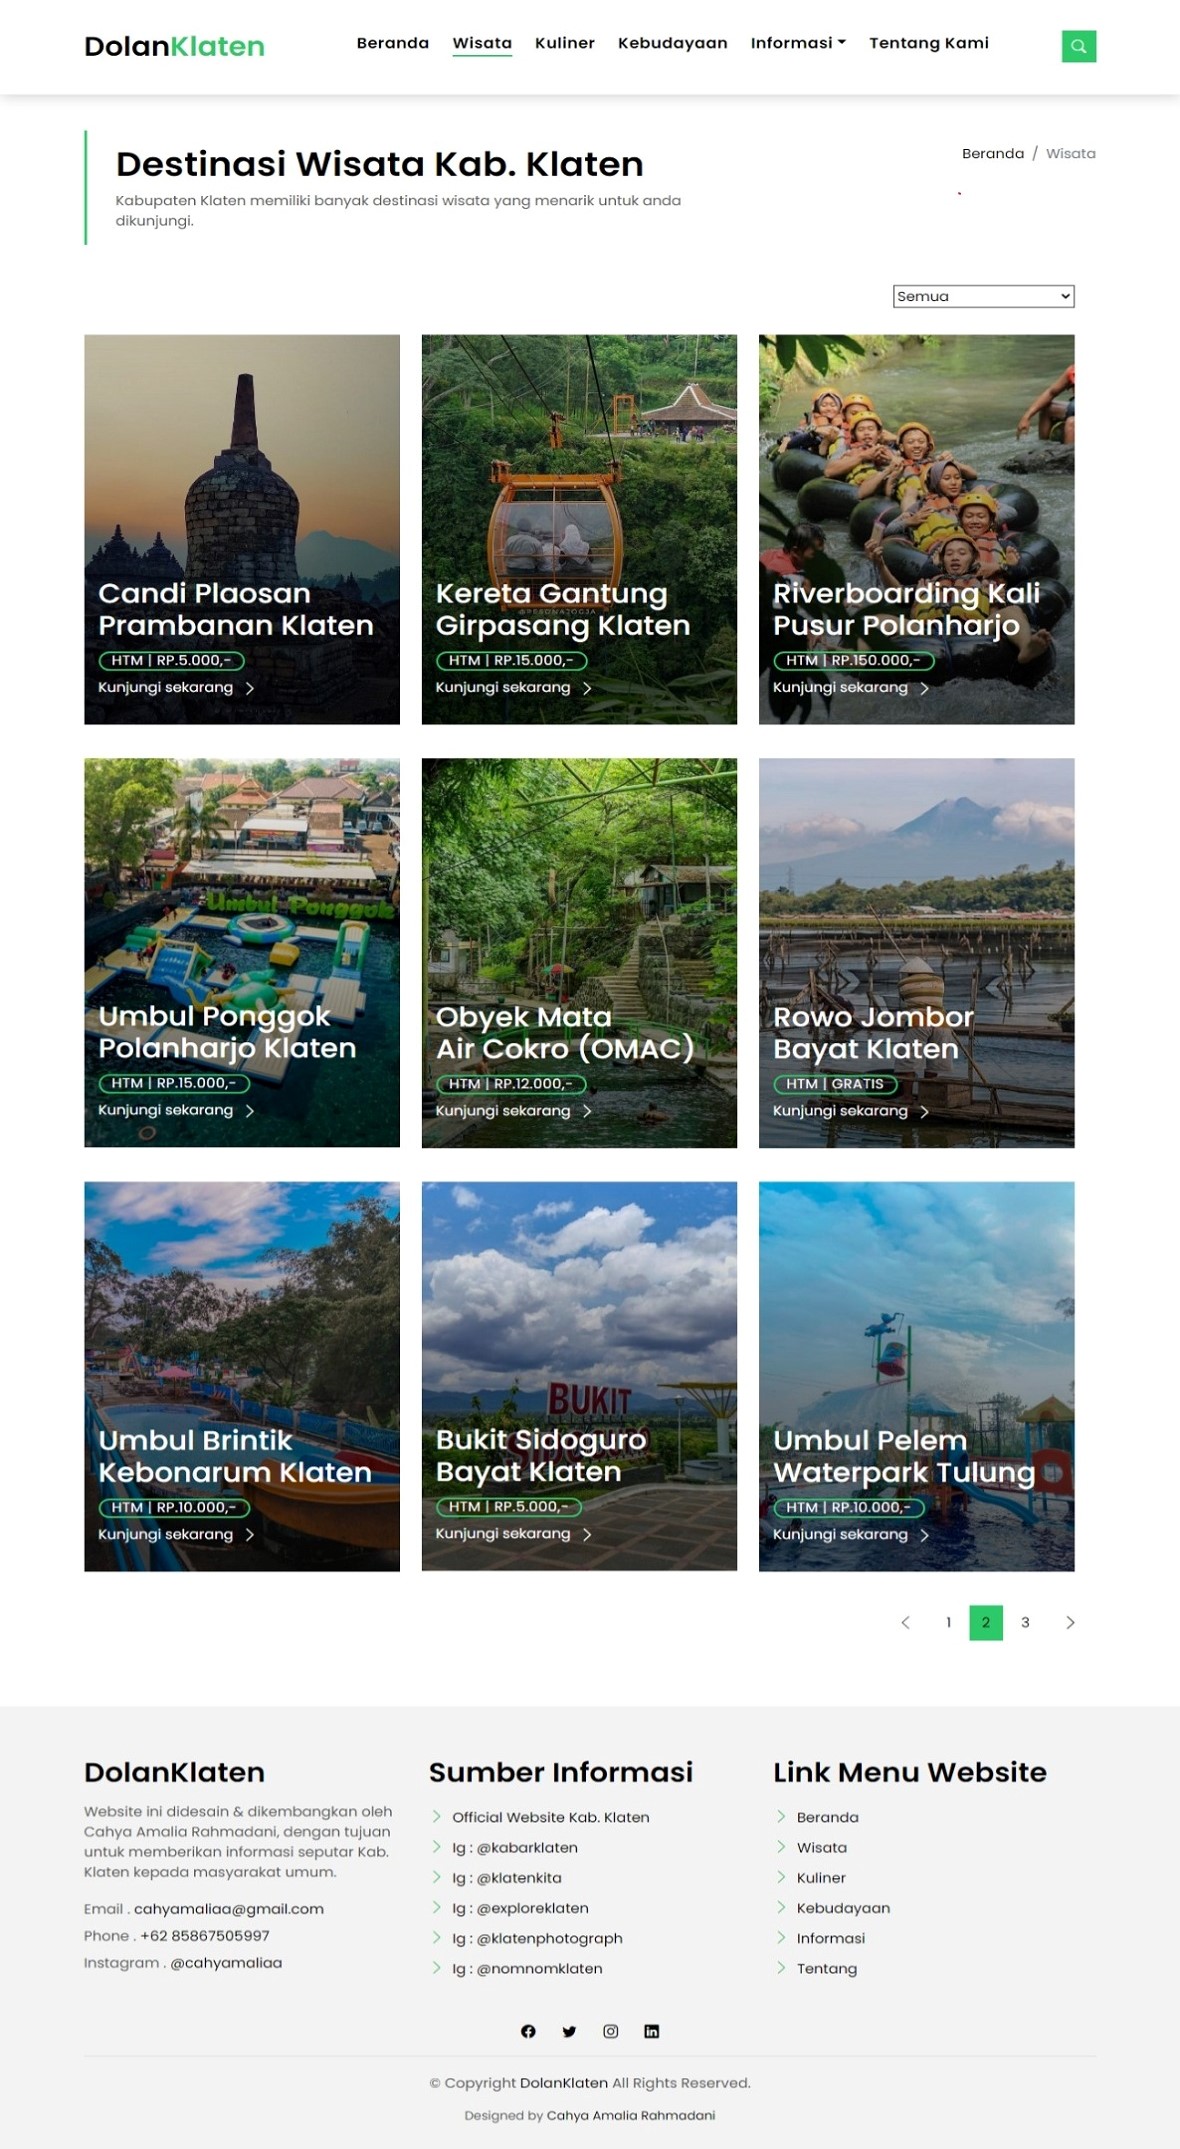 DolanKlaten
Beranda Wisata Kuliner Kebudayaan Informasi Tentang Kami
Destinasi Wisata Kab. Klaten
Kabupaten Klaten memiliki banyak destinasi wisata yang menarik untuk anda
dikunjungi.
Beranda / Wisata
Semua
Candi Plaosan
Prambanan Klaten
HTM | RP.5.000,-
Kunjungi sekarang
@PESONAJOGJA
Kereta Gantung
Girpasang Klaten
HTM | RP.15.000,-
Kunjungi sekarang
Riverboarding Kali
Pusur Polanharjo
HTM | RP.150.000,-
Kunjungi sekarang
Umbul Ponggok
Umbul Ponggok
Polanharjo Klaten
HTM | RP.15.000,-
Kunjungi sekarang
Obyek Mata
Air Cokro (OMAC)
HTM | RP.12.000,-
Kunjungi sekarang
Rowo Jombor
Bayat Klaten
HTM | GRATIS
Kunjungi sekarang
Umbul Brintik
Kebonarum Klaten
HTM | RP.10.000,-
Kunjungi sekarang
BUKIT
Bukit Sidoguro
Bayat Klaten
HTM | RP.5.000,-
Kunjungi sekarang
Umbul Pelem
Waterpark Tulung
HTM | RP.10.000,-
Kunjungi sekarang
1 2 3
DolanKlaten
Website ini didesain & dikembangkan oleh
Cahya Amalia Rahmadani, dengan tujuan
untuk memberikan informasi seputar Kab.
Klaten kepada masyarakat umum.
Email . cahyamaliaa@gmail.com
Phone . +62 85867505997
Instagram . @cahyamaliaa
Sumber Informasi
Official Website Kab. Klaten
Ig : @kabarklaten
Ig : @klatenkita
Ig : @exploreklaten
Ig : @klatenphotograph
Ig : @nomnomklaten
Link Menu Website
Beranda
Wisata
Kuliner
Kebudayaan
Informasi
Tentang
© Copyright DolanKlaten All Rights Reserved.
Designed by Cahya Amalia Rahmadani